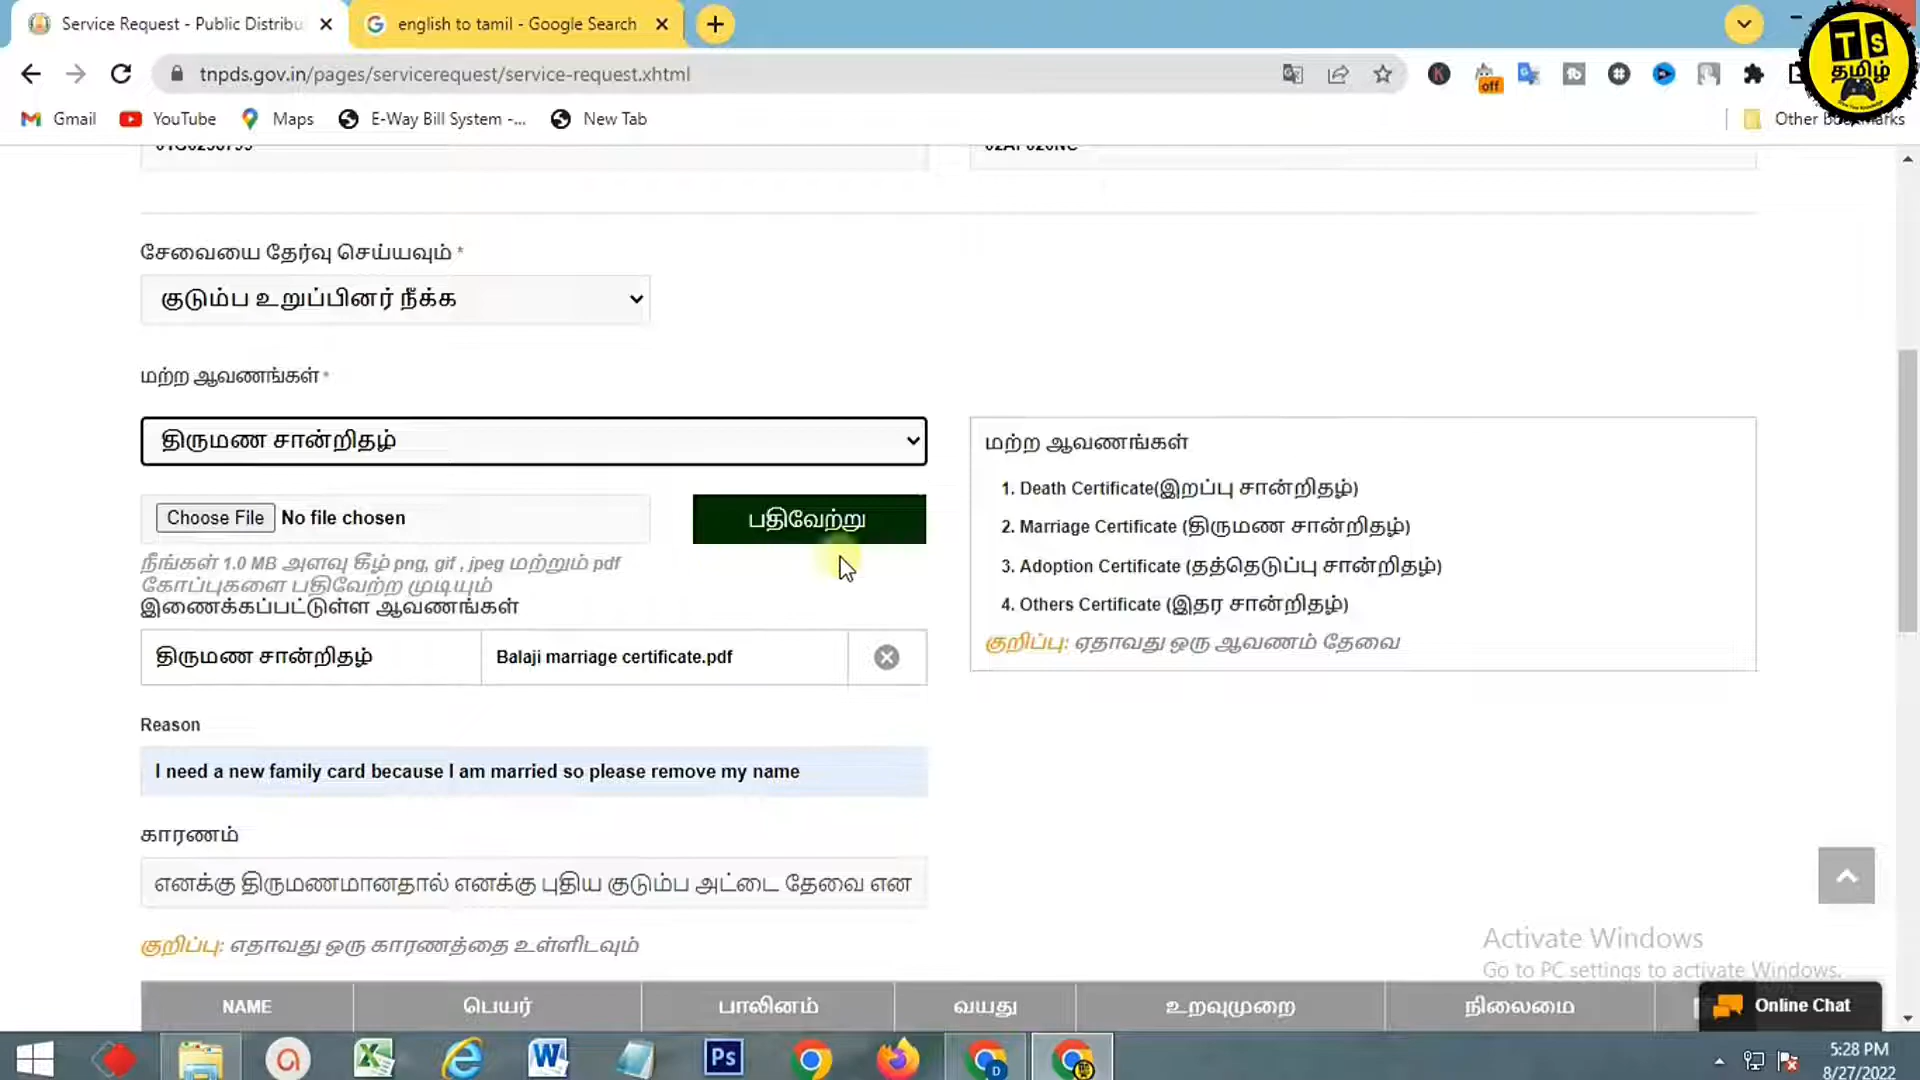 Service Request - Public Distribu
english to tamil - Google Search
tnpds.gov.in/pages/servicerequest/service-request.xhtml
off
TS
தமிழ்
Gmail
YouTube
Maps
E-Way Bill System -...
New Tab
Other
சேவையை தேர்வு செய்யவும் *
குடும்ப உறுப்பினர் நீக்க
மற்ற ஆவணங்கள் *
திருமண சான்றிதழ்
Choose File No file chosen
பதிவேற்று
நீங்கள் 1.0 MB அளவு கீழ் png, gif , jpeg மற்றும் pdf
கோப்புகளை பதிவேற்ற முடியும்
இணைக்கப்பட்டுள்ள ஆவணங்கள்
திருமண சான்றிதழ்
Balaji marriage certificate.pdf
மற்ற ஆவணங்கள்
1. Death Certificate(இறப்பு சான்றிதழ்)
2. Marriage Certificate (திருமண சான்றிதழ்)
3. Adoption Certificate (தத்தெடுப்பு சான்றிதழ்)
4. Others Certificate (இதர சான்றிதழ்)
குறிப்பு: ஏதாவது ஒரு ஆவணம் தேவை
Reason
I need a new family card because I am married so please remove my name
காரணம்
எனக்கு திருமணமானதால் எனக்கு புதிய குடும்ப அட்டை தேவை என
குறிப்பு: எதாவது ஒரு காரணத்தை உள்ளிடவும்
NAME
பெயர்
பாலினம்
வயது
உறவுமுறை
நிலைமை
Activate Windows
Go to PC settings to activate Windows.
Online Chat
Ps
5:28 PM
8/27/2022